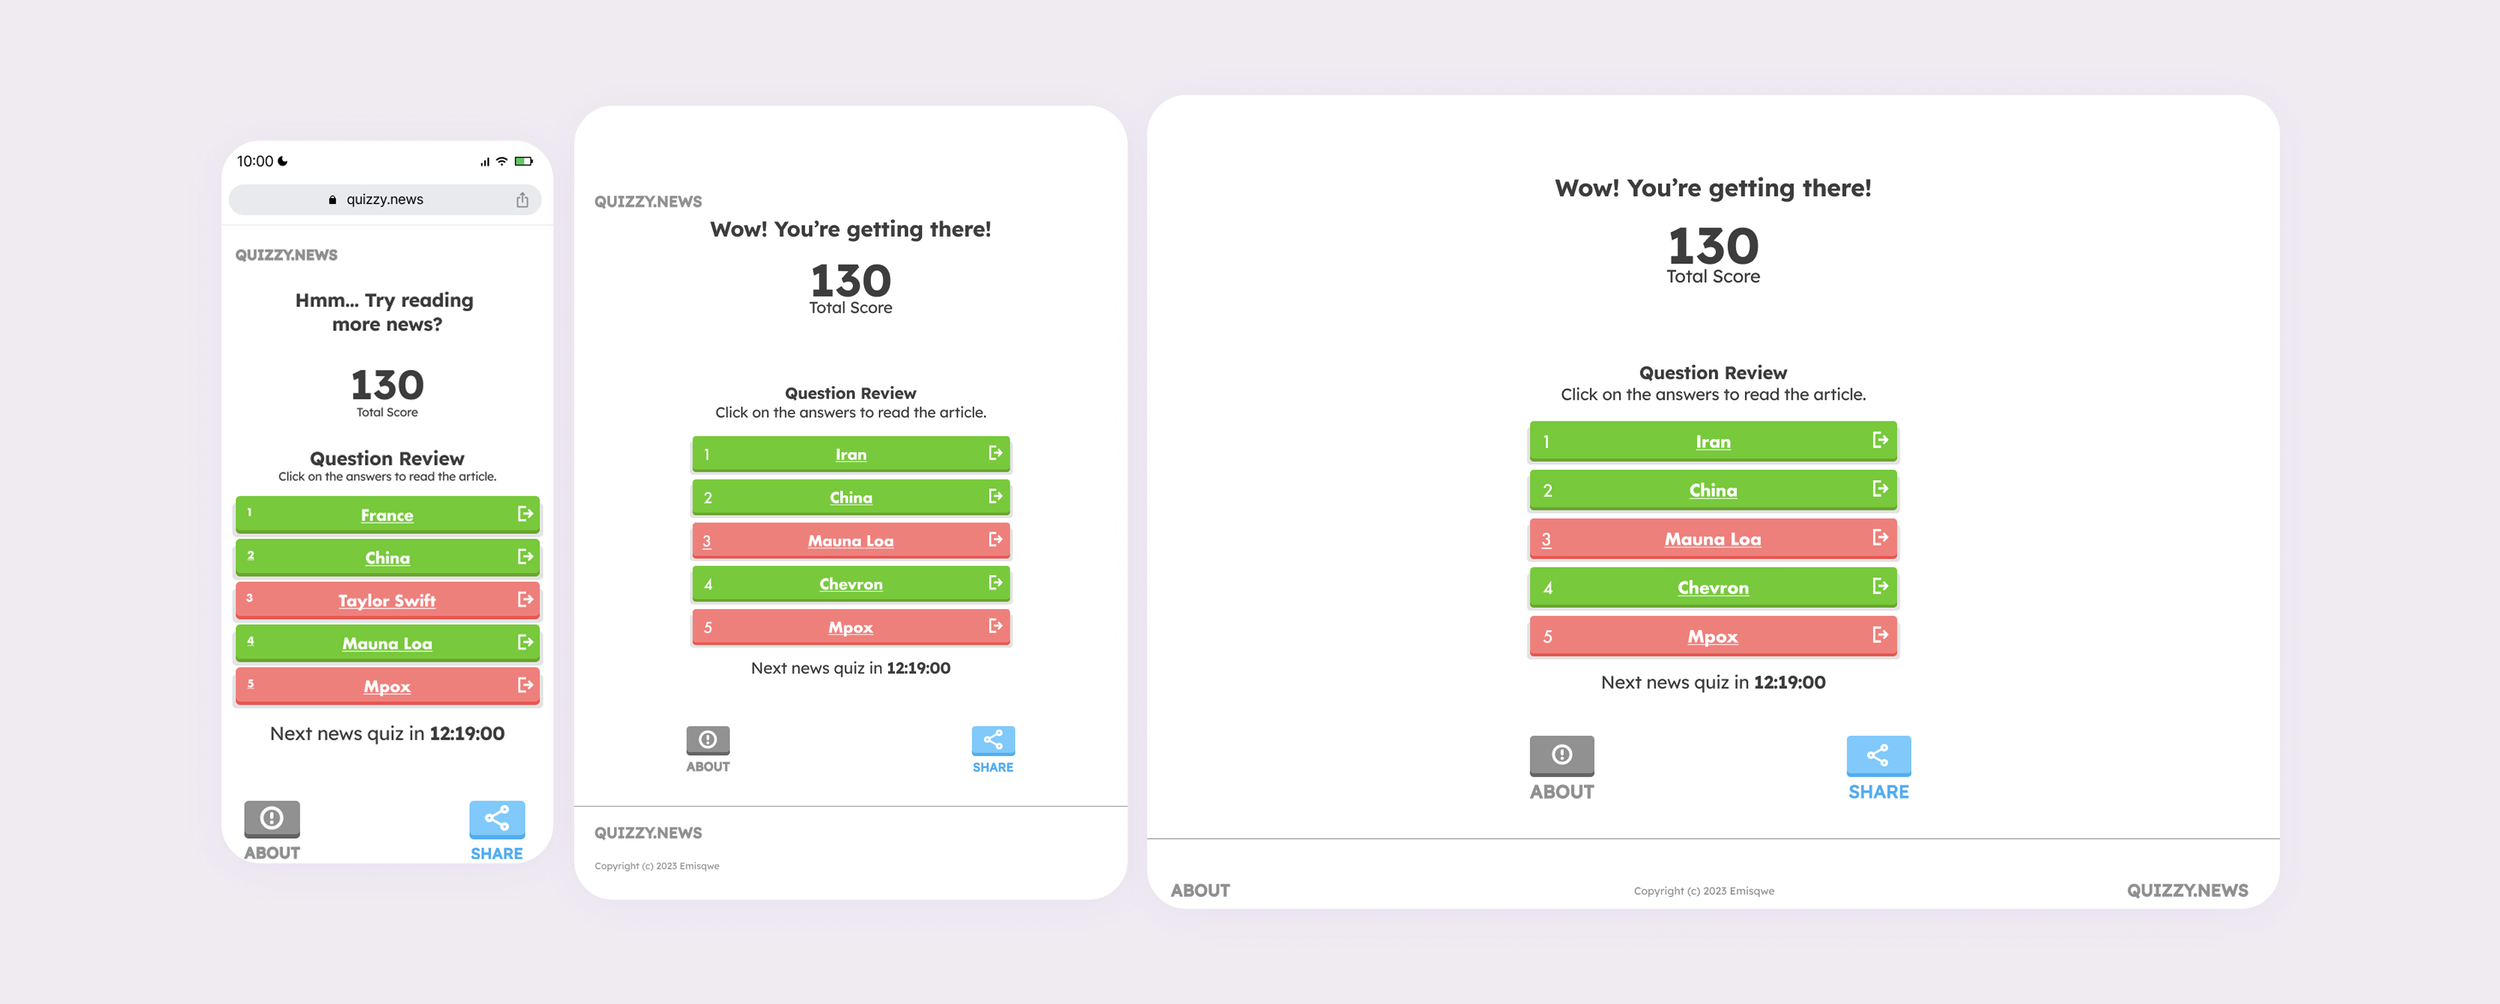 10:00
quizzy.news
QUIZZY.NEWS
Hmm... Try reading
more news?
130
Total Score
Question Review
Click on the answers to read the article.
1 France
2 China
3 Taylor Swift
4 Mauna Loa
5 Mpox
Next news quiz in 12:19:00
ABOUT SHARE
QUIZZY.NEWS
Wow! You’re getting there!
130
Total Score
Question Review
Click on the answers to read the article.
1 Iran
2 China
3 Mauna Loa
4 Chevron
5 Mpox
Next news quiz in 12:19:00
ABOUT SHARE
QUIZZY.NEWS
Copyright (c) 2023 Emisqwe
Wow! You’re getting there!
130
Total Score
Question Review
Click on the answers to read the article.
1 Iran
2 China
3 Mauna Loa
4 Chevron
5 Mpox
Next news quiz in 12:19:00
ABOUT SHARE
ABOUT Copyright (c) 2023 Emisqwe QUIZZY.NEWS